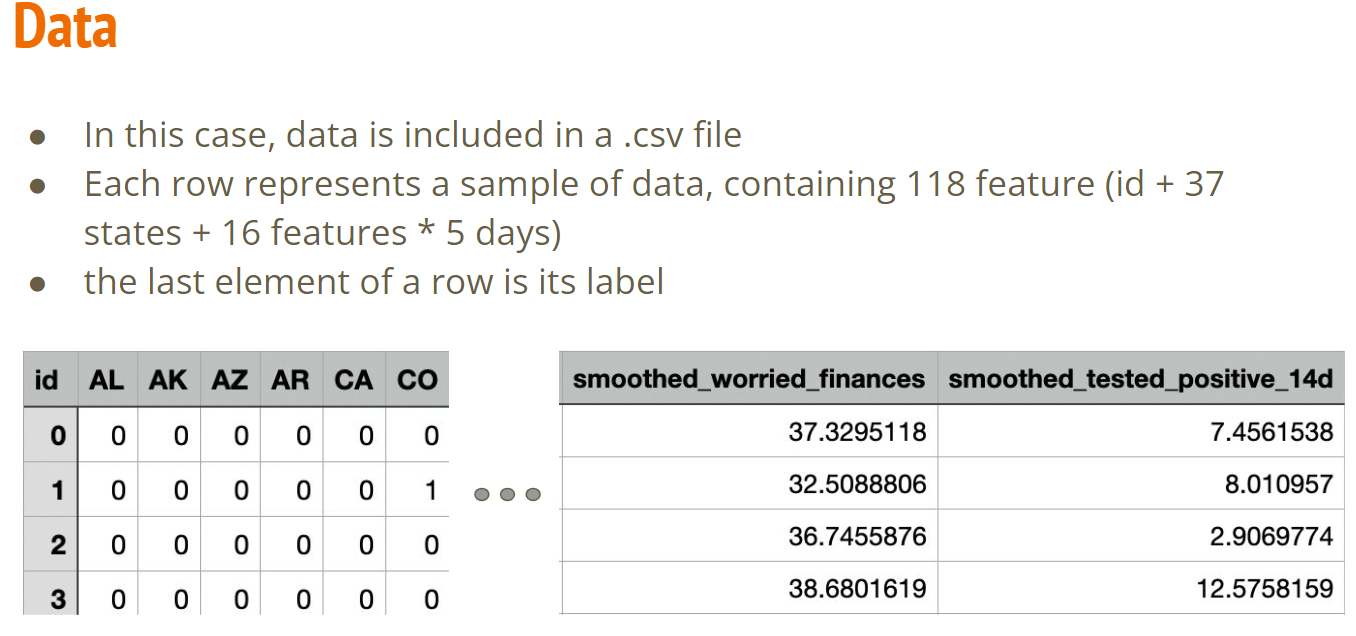 Data
● In this case, data is included in a .csv file
● Each row represents a sample of data, containing 118 feature (id + 37
states + 16 features * 5 days)
● the last element of a row is its label
id AL AK AZ AR CA CO smoothed_worried_finances smoothed_tested_positive_14d
0 0 0 0 0 0 0 37.3295118 7.4561538
1 0 0 0 0 0 1 32.5088806 8.010957
2 0 0 0 0 0 0 36.7455876 2.9069774
3 0 0 0 0 0 0 38.6801619 12.5758159